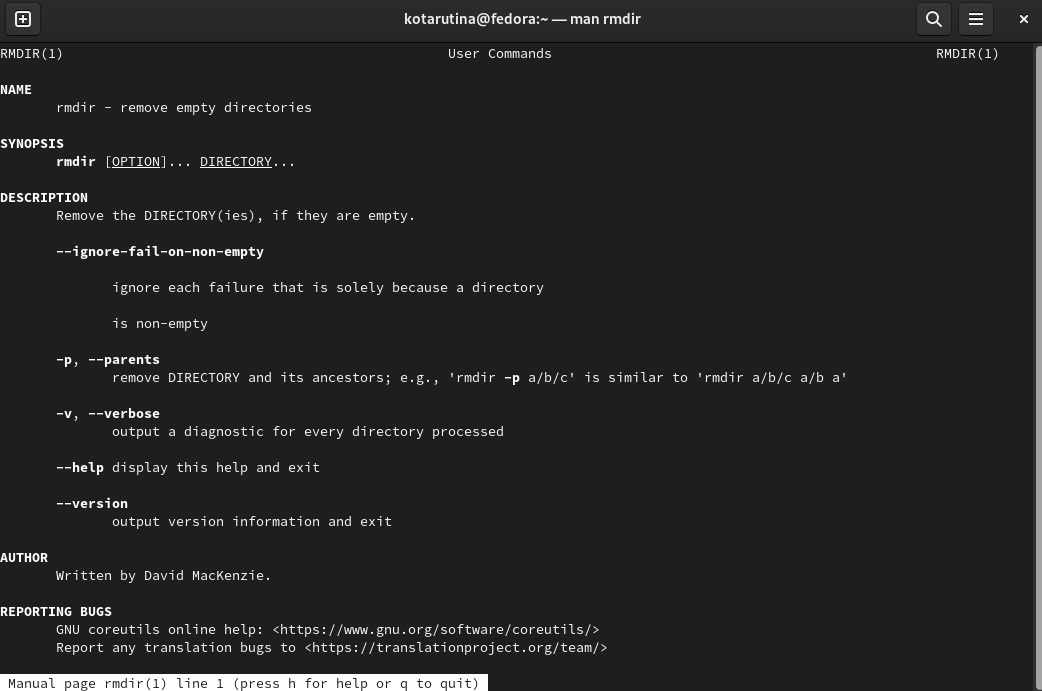 kotarutina@fedora:~ — man rmdir
RMDIR(1) User Commands RMDIR(1)
NAME
rmdir - remove empty directories
SYNOPSIS
rmdir [OPTION]... DIRECTORY...
DESCRIPTION
Remove the DIRECTORY(ies), if they are empty.
--ignore-fail-on-non-empty
ignore each failure that is solely because a directory
is non-empty
-p, --parents
remove DIRECTORY and its ancestors; e.g., 'rmdir -p a/b/c' is similar to 'rmdir a/b/c a/b a'
-v, --verbose
output a diagnostic for every directory processed
--help display this help and exit
--version
output version information and exit
AUTHOR
Written by David MacKenzie.
REPORTING BUGS
GNU coreutils online help: <https://www.gnu.org/software/coreutils/>
Report any translation bugs to <https://translationproject.org/team/>
Manual page rmdir(1) line 1 (press h for help or q to quit)